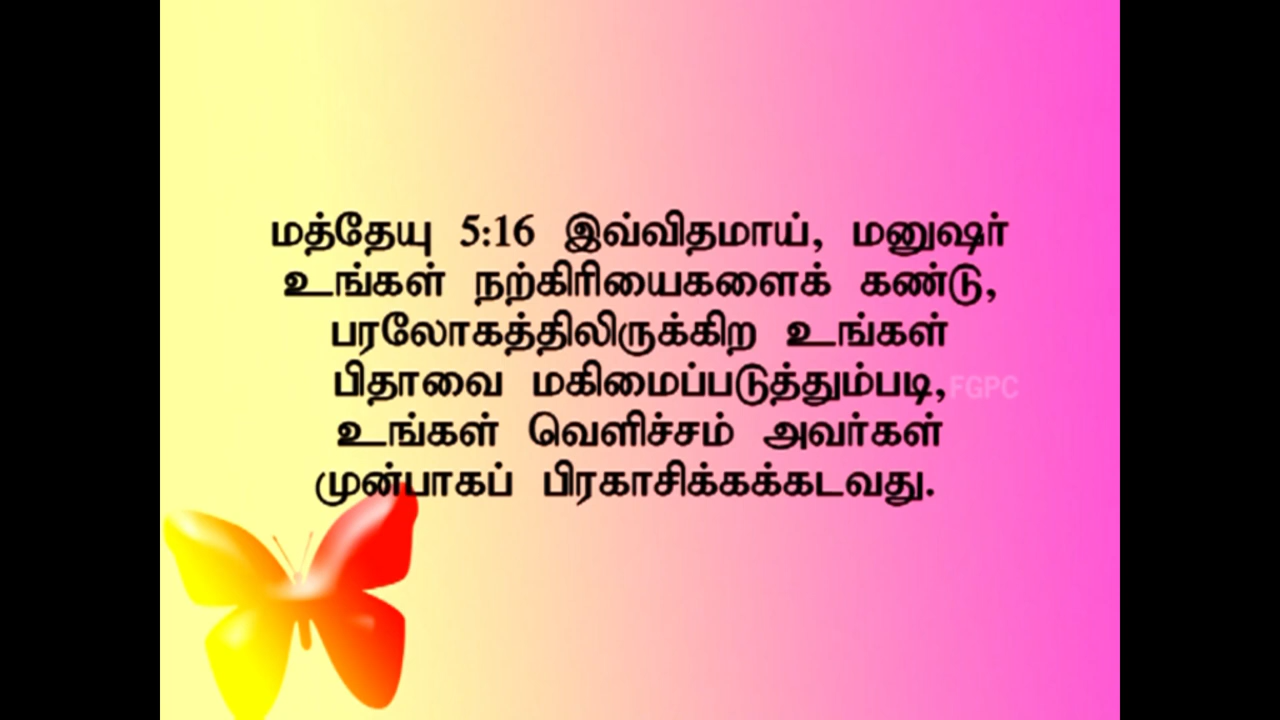 மத்தேயு 5:16 இவ்விதமாய், மனுஷர்
உங்கள் நற்கிரியைகளைக் கண்டு,
பரலோகத்திலிருக்கிற உங்கள்
பிதாவை மகிமைப்படுத்தும்படி,
FGPC
உங்கள் வெளிச்சம் அவர்கள்
முன்பாகப் பிரகாசிக்கக்கடவது.